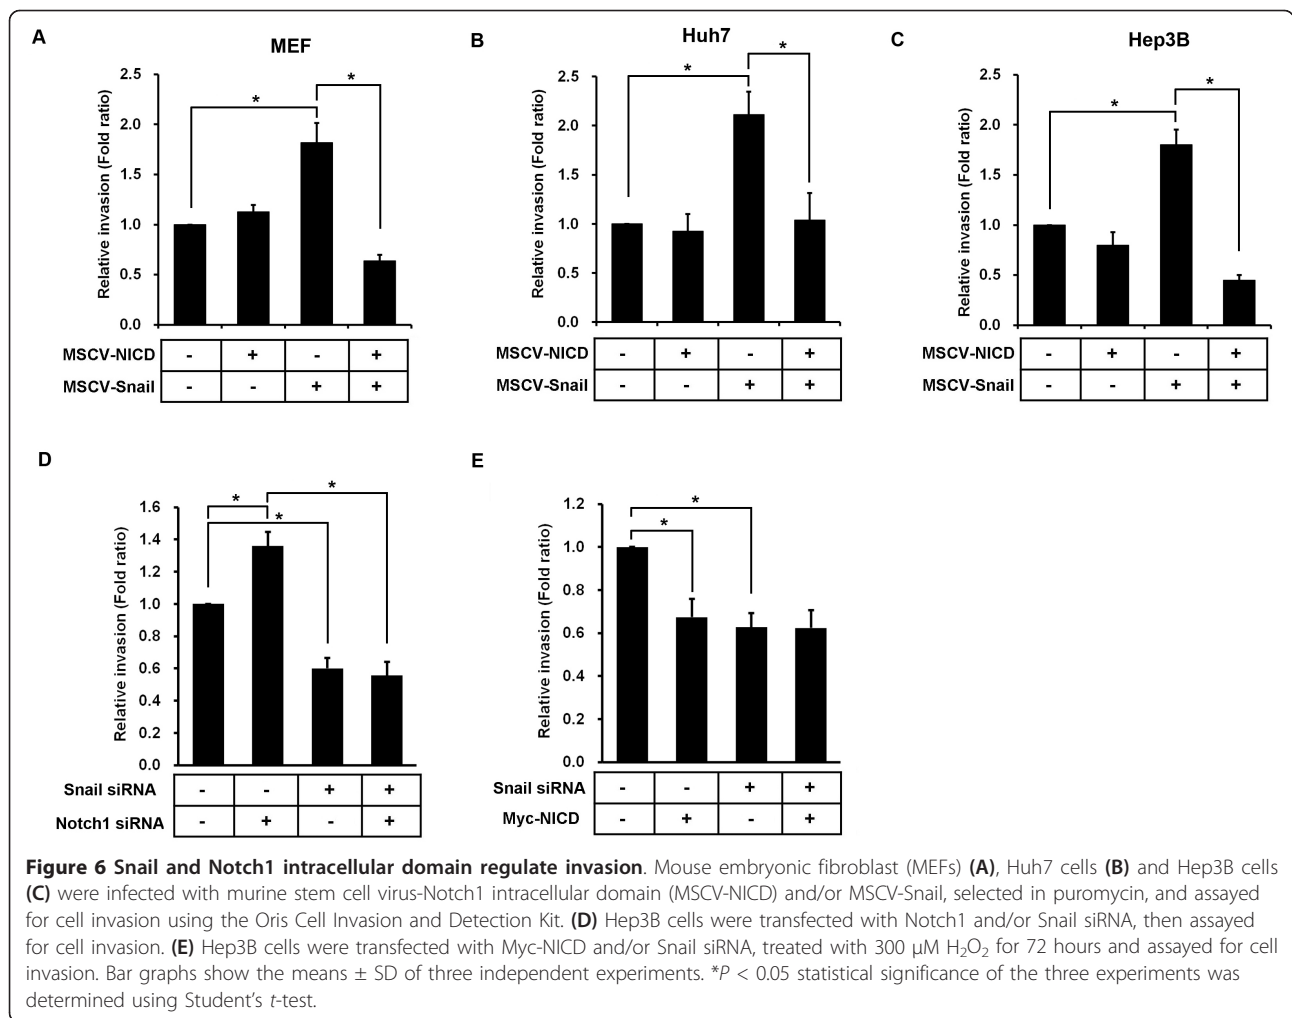 A
MEF
Relative invasion (Fold ratio)
2.5
2.0
1.5
1.0
0.5
0.0
*
*
MSCV-NICD - + - +
MSCV-Snail - - + +
B
Huh7
Relative invasion (Fold ratio)
2.5
2.0
1.5
1.0
0.5
0.0
*
*
MSCV-NICD - + - +
MSCV-Snail - - + +
C
Hep3B
Relative invasion (Fold ratio)
2.5
2.0
1.5
1.0
0.5
0.0
*
*
MSCV-NICD - + - +
MSCV-Snail - - + +
D
Relative invasion (Fold ratio)
1.6
1.4
1.2
1.0
0.8
0.6
0.4
0.2
0.0
*
*
*
Snail siRNA - - + +
Notch1 siRNA - + - +
E
Relative invasion (Fold ratio)
1.2
1.0
0.8
0.6
0.4
0.2
0.0
*
*
Snail siRNA - - + +
Myc-NICD - + - +
Figure 6 Snail and Notch1 intracellular domain regulate invasion. Mouse embryonic fibroblast (MEFs) (A), Huh7 cells (B) and Hep3B cells
(C) were infected with murine stem cell virus-Notch1 intracellular domain (MSCV-NICD) and/or MSCV-Snail, selected in puromycin, and assayed
for cell invasion using the Oris Cell Invasion and Detection Kit. (D) Hep3B cells were transfected with Notch1 and/or Snail siRNA, then assayed
for cell invasion. (E) Hep3B cells were transfected with Myc-NICD and/or Snail siRNA, treated with 300 μM H₂O₂ for 72 hours and assayed for cell
invasion. Bar graphs show the means ± SD of three independent experiments. *P < 0.05 statistical significance of the three experiments was
determined using Student's t-test.